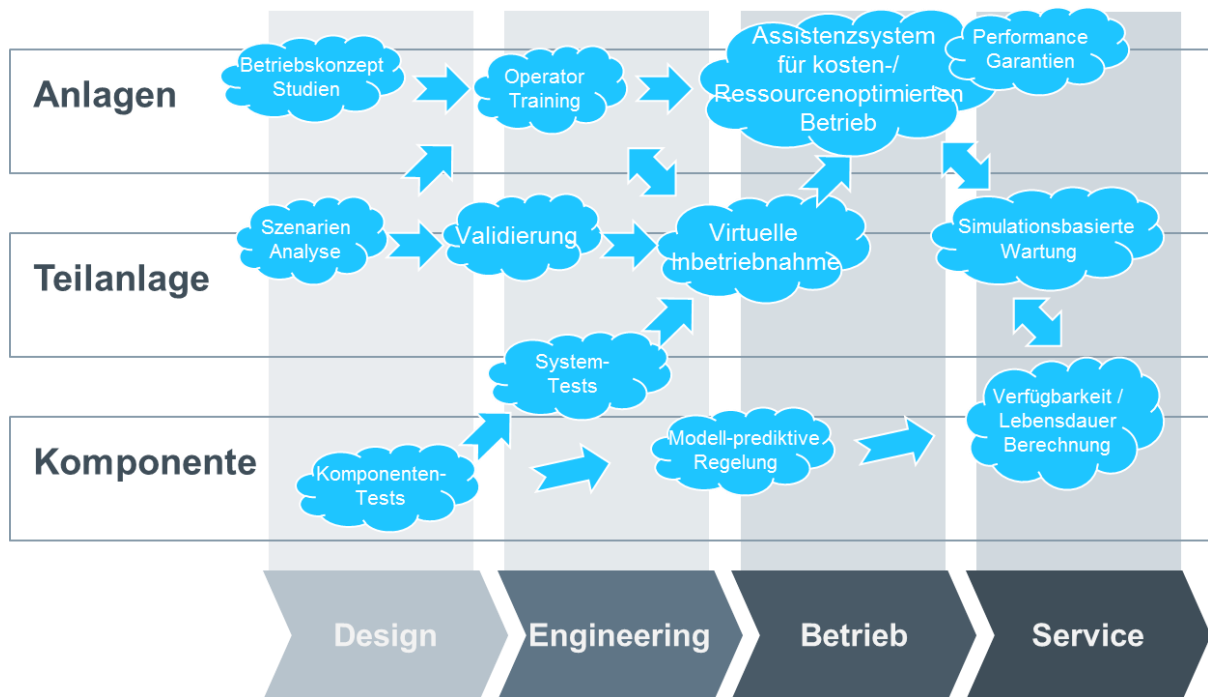 Anlagen
Betriebskonzept
Studien
Operator
Training
Assistenzsystem
für kosten-/
Ressourcenoptimierten
Betrieb
Performance
Garantien
Teilanlage
Szenarien
Analyse
Validierung
Virtuelle
Inbetriebnahme
Simulationsbasierte
Wartung
System-
Tests
Komponente
Komponenten-
Tests
Modell-prediktive
Regelung
Verfügbarkeit /
Lebensdauer
Berechnung
Design
Engineering
Betrieb
Service